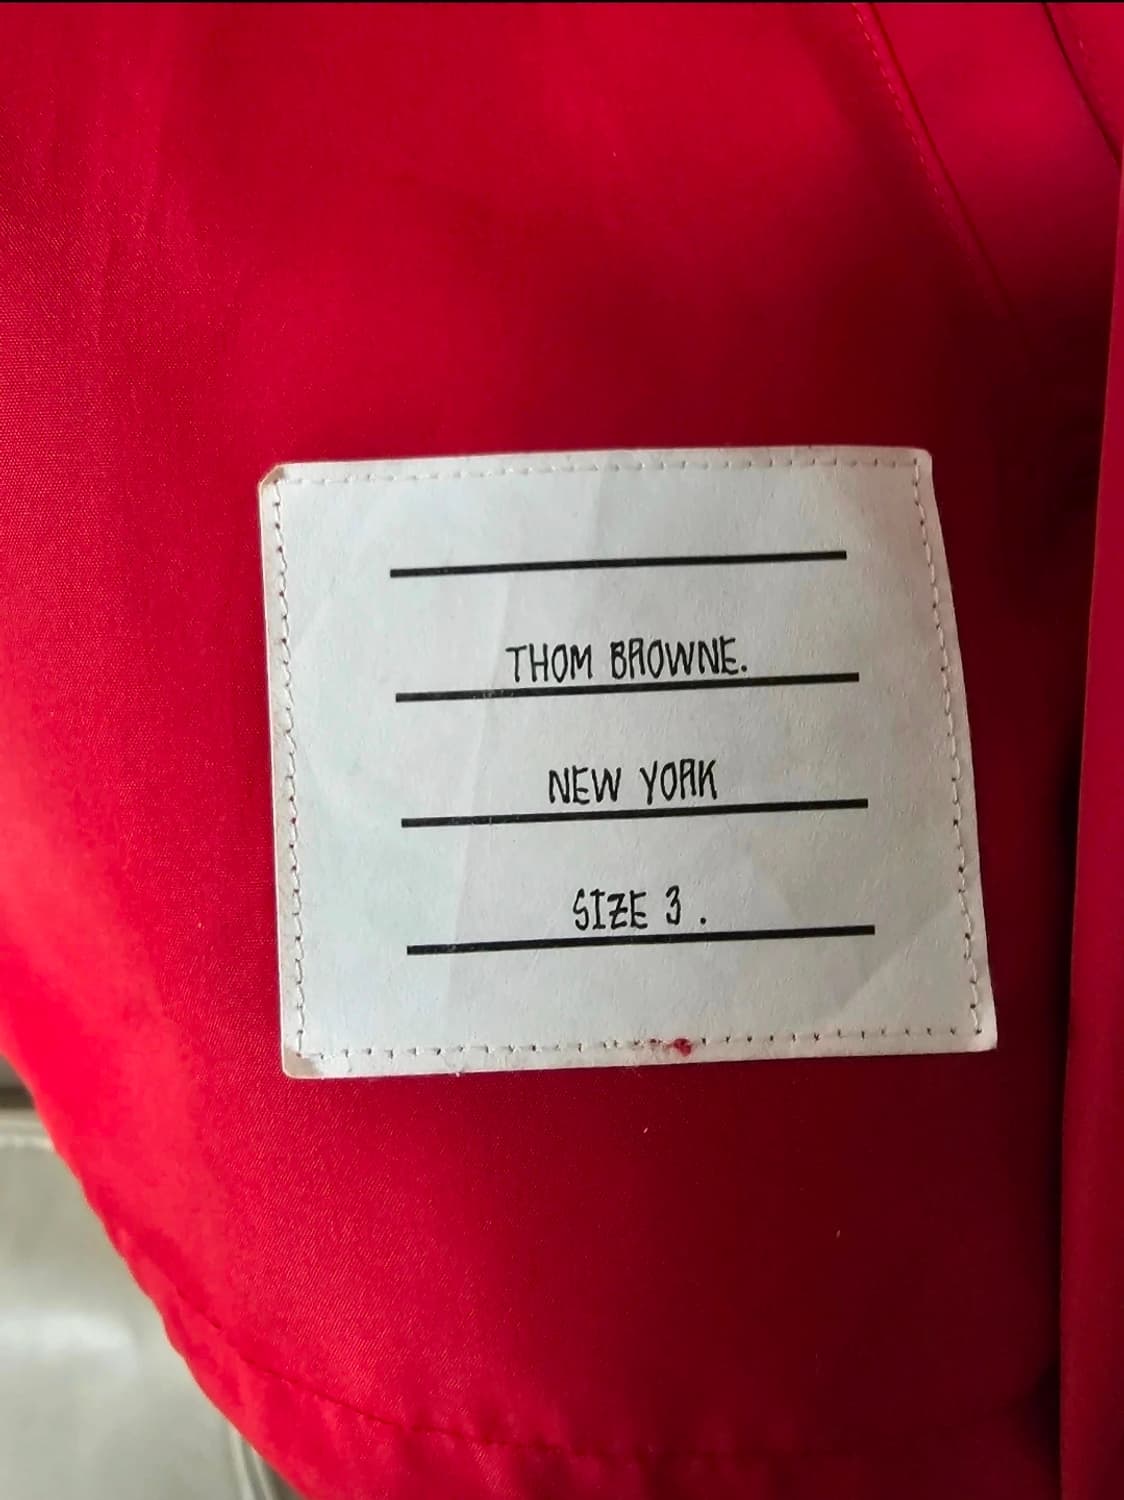 THOM BROWNE.
NEW YORK
SIZE 3 .